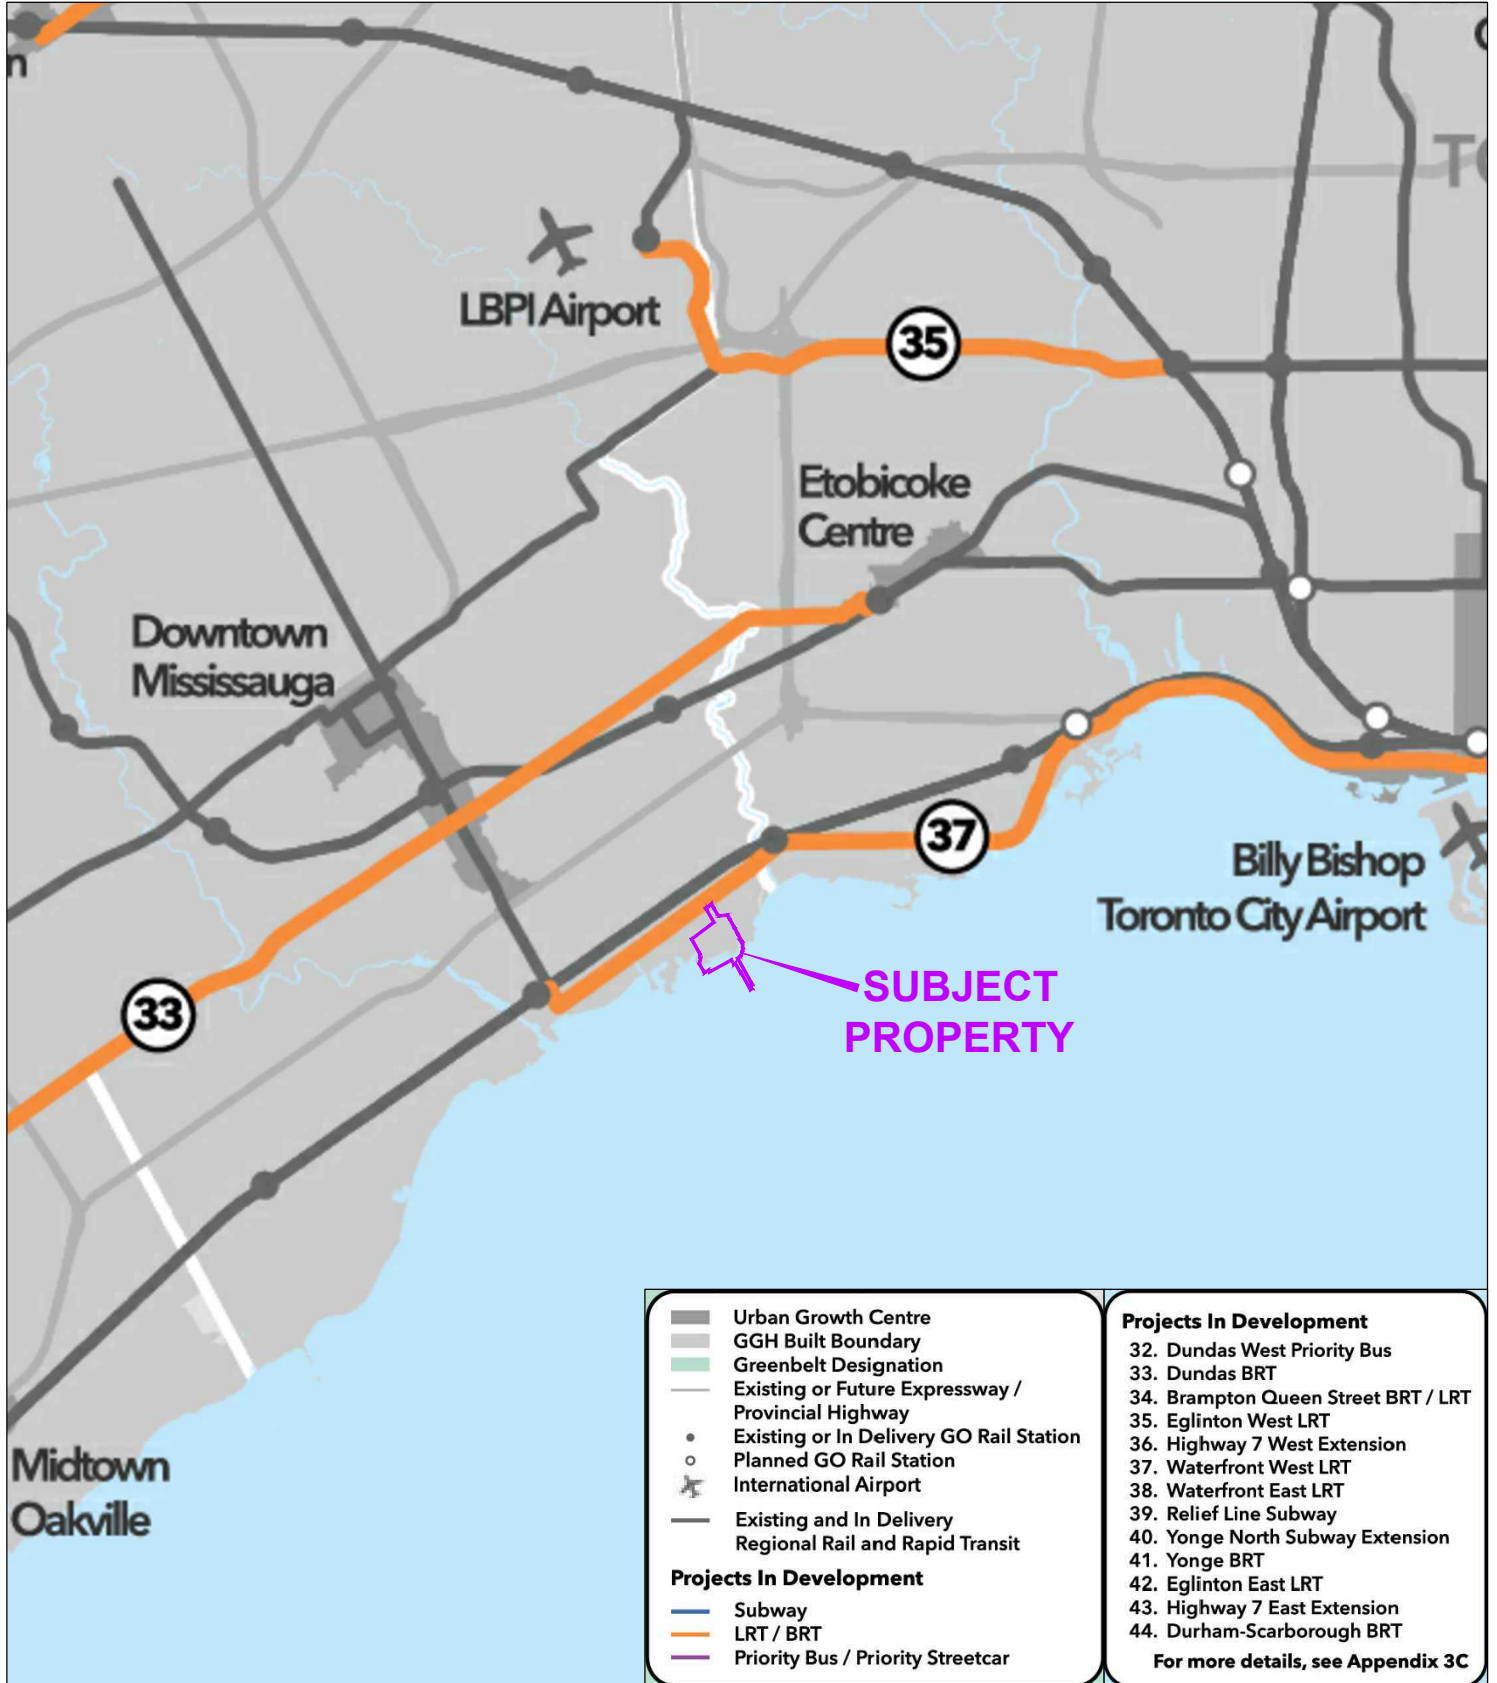 n
T
LBPI Airport
35
Etobicoke
Centre
Downtown
Mississauga
37
Billy Bishop
Toronto City Airport
SUBJECT
PROPERTY
33
Midtown
Oakville
Urban Growth Centre
GGH Built Boundary
Greenbelt Designation
Existing or Future Expressway /
Provincial Highway
Existing or In Delivery GO Rail Station
Planned GO Rail Station
International Airport
Existing and In Delivery
Regional Rail and Rapid Transit
Projects In Development
Subway
LRT / BRT
Priority Bus / Priority Streetcar
Projects In Development
32. Dundas West Priority Bus
33. Dundas BRT
34. Brampton Queen Street BRT / LRT
35. Eglinton West LRT
36. Highway 7 West Extension
37. Waterfront West LRT
38. Waterfront East LRT
39. Relief Line Subway
40. Yonge North Subway Extension
41. Yonge BRT
42. Eglinton East LRT
43. Highway 7 East Extension
44. Durham-Scarborough BRT
For more details, see Appendix 3C